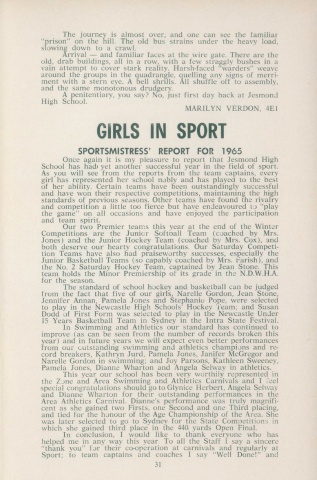 The journey is almost over, and one can see the familiar
"prison" on the hill. The old bus strains under the heavy load,
slowing down to a crawl.
Arrival — and familiar faces at the wire gate. There are the
old, drab buildings, all in a row, with a few straggly bushes in a
vain attempt to cover stark reality. Harsh-faced "warders" weave
around the groups in the quadrangle, quelling any signs of merri-
ment with a stern eye. A bell shrills. All shuffle off to assembly,
and the same monotonous drudgery.
A penitentiary, you say? No, just first day back at Jesmond
High School.
MARILYN VERDON, 4E1
GIRLS IN SPORT
SPORTSMISTRESS' REPORT FOR 1965
Once again it is my pleasure to report that Jesmond High
School has had yet another successful year in the field of sport.
As you will see from the reports from the team captains, every
girl has represented her school nobly and has played to the best
of her ability. Certain teams have been outstandingly successful
and have won their respective competitions, maintaining the high
standards of previous seasons. Other teams have found the rivalry
and competition a little too fierce but have endeavoured to "play
the game" on all occasions and have enjoyed the participation
and team spirit.
Our two Premier teams this year at the end of the Winter
Competitions are the Junior Softball Team (coached by Mrs.
Jones) and the Junior Hockey Team (coached by Mrs. Cox), and
both deserve our hearty congratulations. Our Saturday Competi-
tion Teams have also had praiseworthy successes, especially the
Junior Basketball Teams (so capably coached by Mrs. Farish), and
the No. 2 Saturday Hockey Team, captained by Jean Stone. This
team holds the Minor Premiership of its grade in the N.D.W.H.A.
for the season.
The standard of school hockey and basketball can be judged
from the fact that five of our girls, Narelle Gordon, Jean Stone,
Jennifer Annan, Pamela Jones and Stephanie Pope, were selected
to play in the Newcastle High Schools' Hockey Team; and Susan
Dodd of First Form was selected to play in the Newcastle Under
15 Years Basketball Team in Sydney in the Intra State Festival.
In Swimming and Athletics our standard has continued to
improve (as can be seen from the number of records broken this
year) and in future years we will expect even better performances
from our outstanding swimming and athletics champions and re-
cord breakers, Kathryn Jurd, Pamela Jones, Janifer McGregor and
Narelle Gordon in swimming; and Joy Parsons, Kathleen Sweeney,
Pamela Jones, Dianne Wharton and Angela Selway in athletics.
This year our school has been very worthily represented in
the Zone and Area Swimming and Athletics Carnivals and I feel
special congratulations should go to Glynice Herbert, Angela Selway
and Dianne Wharton for their outstanding performances in the
Area Athletics Carnival. Dianne's performance was truly magnifi-
cent as she gained two Firsts, one Second and one Third placing,
and tied for the honour of the Age Championship of the Area. She
was later selected to go to Sydney for the State Competitions in
which she gained third place in the 440 yards Open Final.
In conclusion, I would like to thank everyone who has
helped me in any way this year. To all the Staff I say a sincere
"thank you" for their co-operation at carnivals and regularly at
Sport; to team captains and coaches I say "Well Done!" and
31